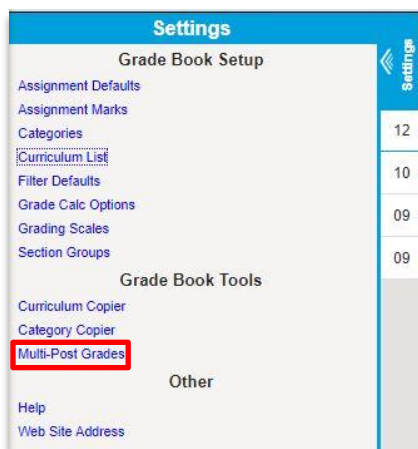 Settings
Grade Book Setup
Assignment Defaults
Assignment Marks
Categories
Curriculum List
Filter Defaults
Grade Calc Options
Grading Scales
Section Groups
Grade Book Tools
Curriculum Copier
Category Copier
Multi-Post Grades
Other
Help
Web Site Address
Settings
12
10
09
09